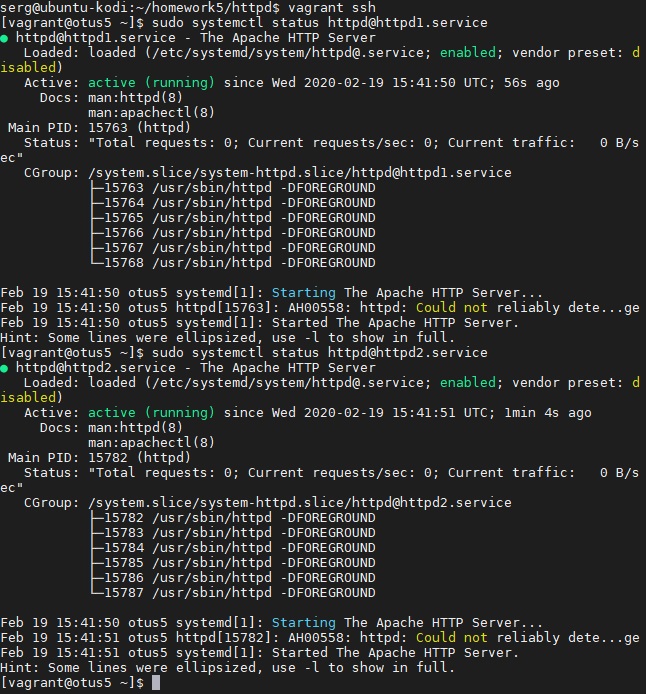 serg@ubuntu-kodi:~/homework5/httpd$ vagrant ssh
[vagrant@otus5 ~]$ sudo systemctl status httpd@httpd1.service
● httpd@httpd1.service - The Apache HTTP Server
   Loaded: loaded (/etc/systemd/system/httpd@.service; enabled; vendor preset: d
isabled)
   Active: active (running) since Wed 2020-02-19 15:41:50 UTC; 56s ago
     Docs: man:httpd(8)
           man:apachectl(8)
 Main PID: 15763 (httpd)
   Status: "Total requests: 0; Current requests/sec: 0; Current traffic:   0 B/s
ec"
   CGroup: /system.slice/system-httpd.slice/httpd@httpd1.service
           ├─15763 /usr/sbin/httpd -DFOREGROUND
           ├─15764 /usr/sbin/httpd -DFOREGROUND
           ├─15765 /usr/sbin/httpd -DFOREGROUND
           ├─15766 /usr/sbin/httpd -DFOREGROUND
           ├─15767 /usr/sbin/httpd -DFOREGROUND
           └─15768 /usr/sbin/httpd -DFOREGROUND

Feb 19 15:41:50 otus5 systemd[1]: Starting The Apache HTTP Server...
Feb 19 15:41:50 otus5 httpd[15763]: AH00558: httpd: Could not reliably dete...ge
Feb 19 15:41:50 otus5 systemd[1]: Started The Apache HTTP Server.
Hint: Some lines were ellipsized, use -l to show in full.
[vagrant@otus5 ~]$ sudo systemctl status httpd@httpd2.service
● httpd@httpd2.service - The Apache HTTP Server
   Loaded: loaded (/etc/systemd/system/httpd@.service; enabled; vendor preset: d
isabled)
   Active: active (running) since Wed 2020-02-19 15:41:51 UTC; 1min 4s ago
     Docs: man:httpd(8)
           man:apachectl(8)
 Main PID: 15782 (httpd)
   Status: "Total requests: 0; Current requests/sec: 0; Current traffic:   0 B/s
ec"
   CGroup: /system.slice/system-httpd.slice/httpd@httpd2.service
           ├─15782 /usr/sbin/httpd -DFOREGROUND
           ├─15783 /usr/sbin/httpd -DFOREGROUND
           ├─15784 /usr/sbin/httpd -DFOREGROUND
           ├─15785 /usr/sbin/httpd -DFOREGROUND
           ├─15786 /usr/sbin/httpd -DFOREGROUND
           └─15787 /usr/sbin/httpd -DFOREGROUND

Feb 19 15:41:50 otus5 systemd[1]: Starting The Apache HTTP Server...
Feb 19 15:41:51 otus5 httpd[15782]: AH00558: httpd: Could not reliably dete...ge
Feb 19 15:41:51 otus5 systemd[1]: Started The Apache HTTP Server.
Hint: Some lines were ellipsized, use -l to show in full.
[vagrant@otus5 ~]$